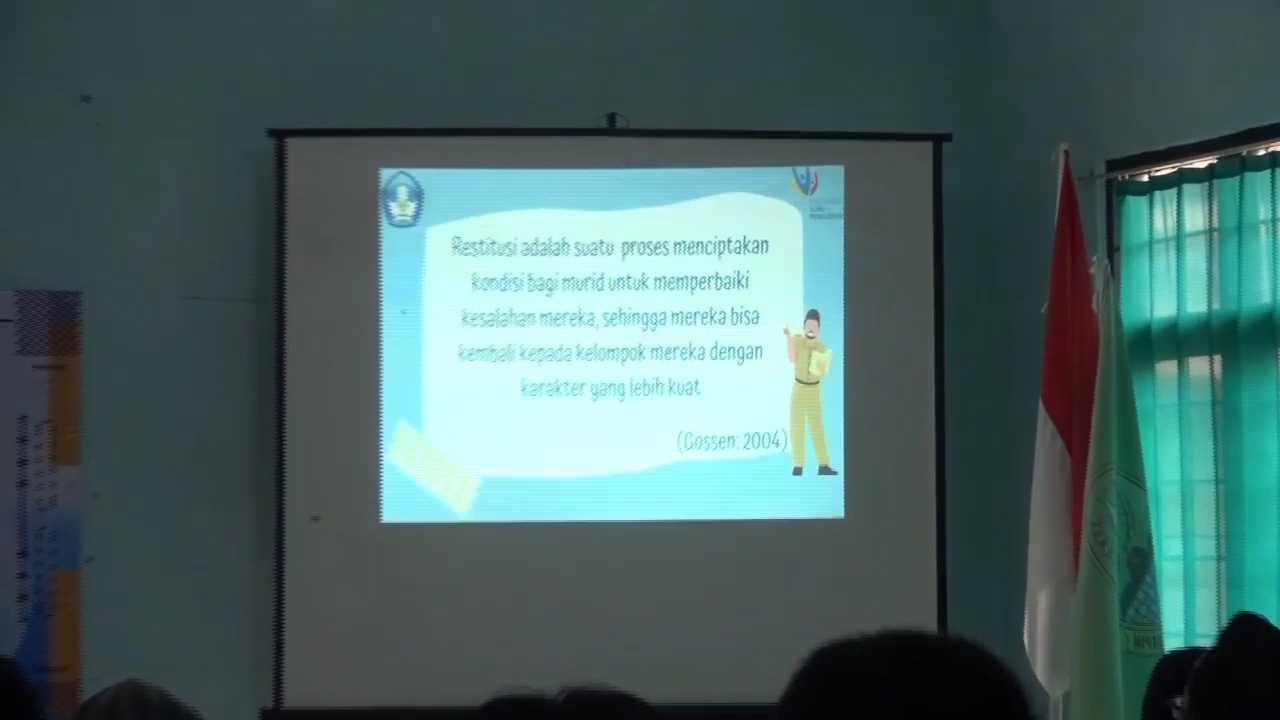 Restitusi adalah suatu proses menciptakan
kondisi bagi murid untuk memperbaiki
kesalahan mereka, sehingga mereka bisa
kembali kepada kelompok mereka dengan
karakter yang lebih kuat
(Gossen: 2004)